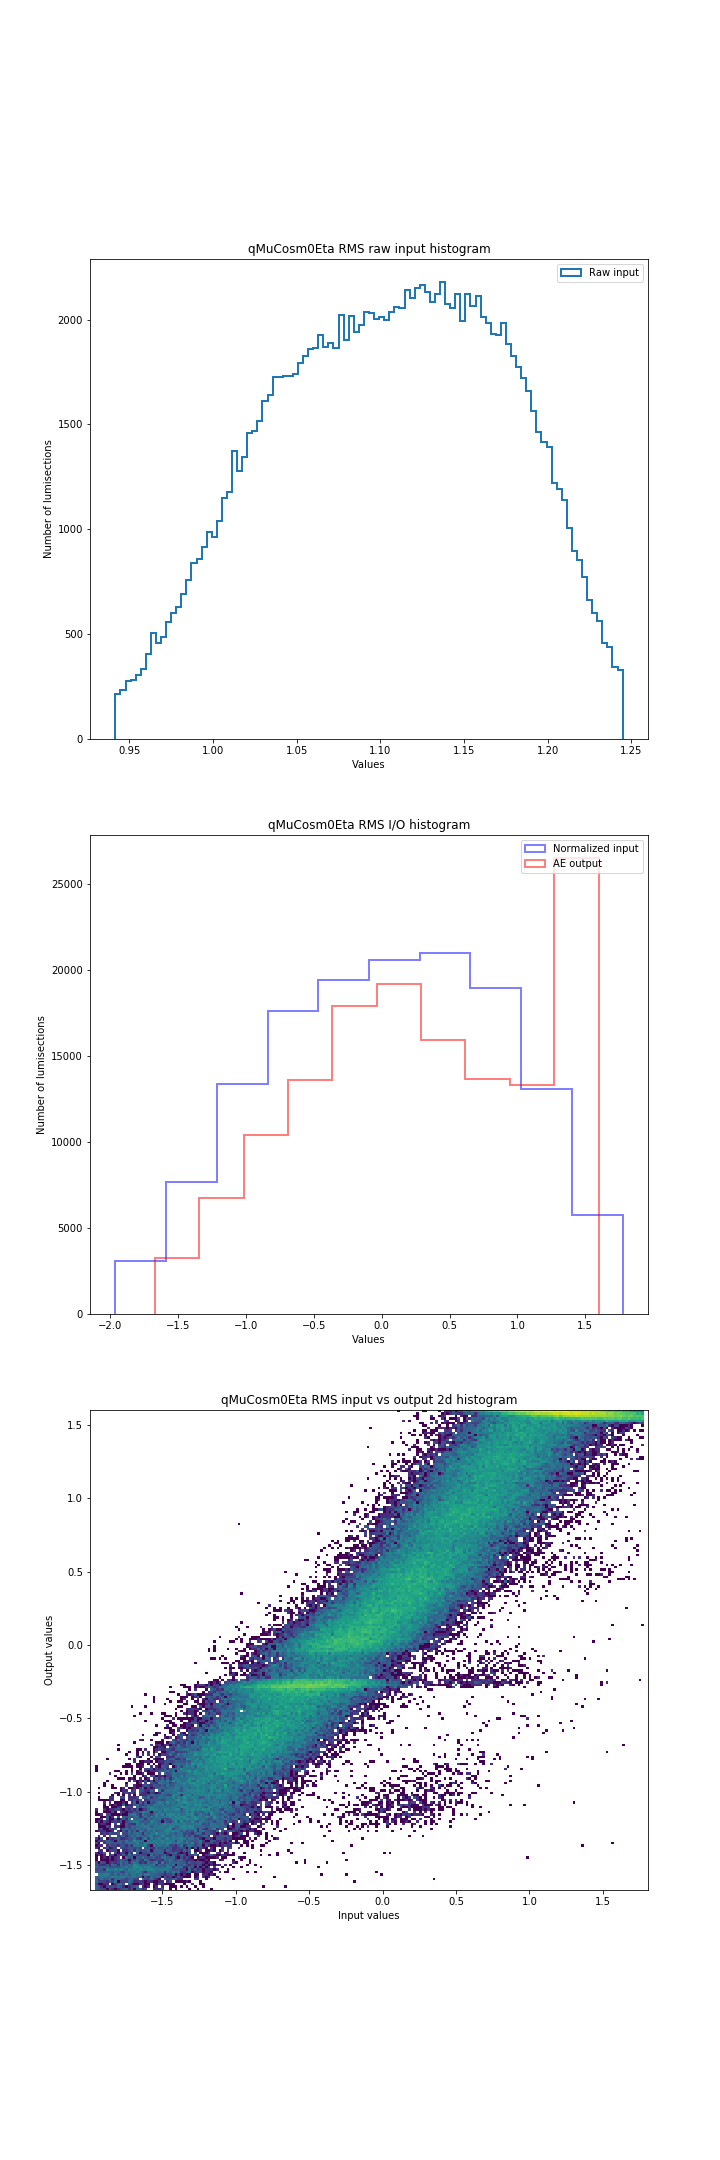 qMuCosm0Eta RMS raw input histogram
Raw input
2000
1500
1000
500
0
Number of lumisections
0.95 1.00 1.05 1.10 1.15 1.20 1.25
Values
qMuCosm0Eta RMS I/O histogram
Normalized input
AE output
25000
20000
15000
10000
5000
0
Number of lumisections
−2.0 −1.5 −1.0 −0.5 0.0 0.5 1.0 1.5
Values
qMuCosm0Eta RMS input vs output 2d histogram
1.5
1.0
0.5
0.0
−0.5
−1.0
−1.5
Output values
−1.5 −1.0 −0.5 0.0 0.5 1.0 1.5
Input values